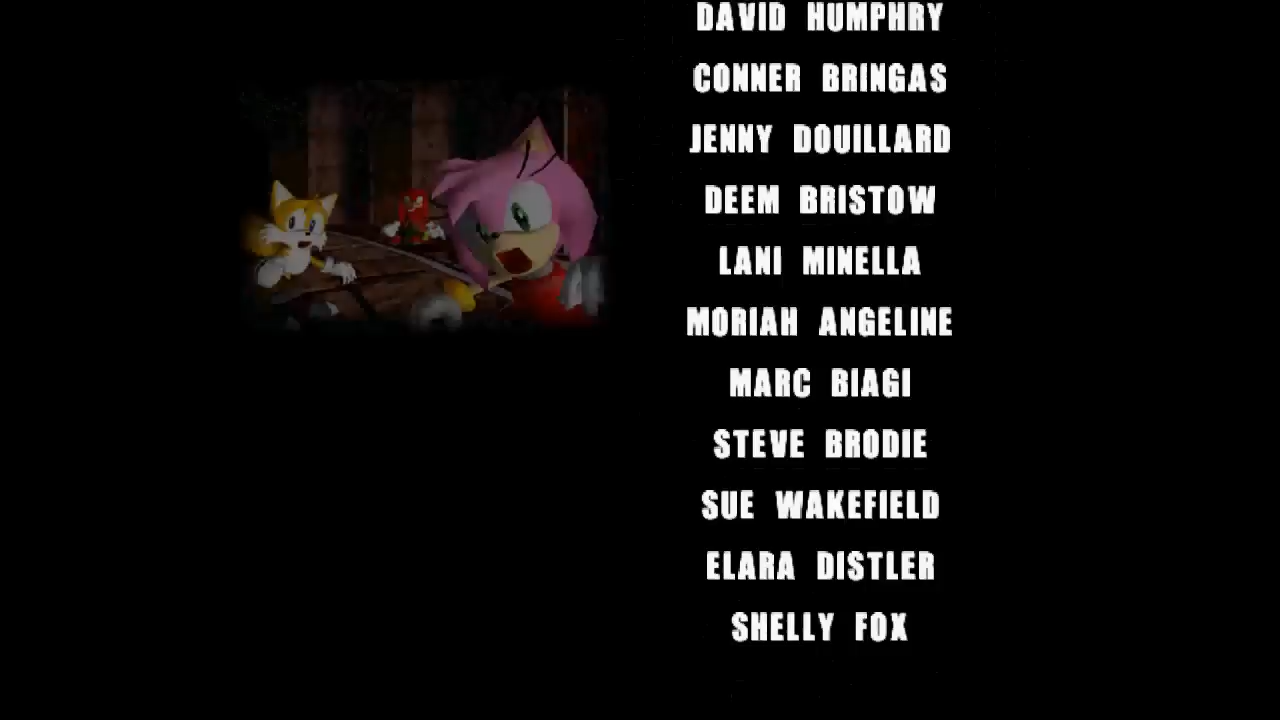 DAVID HUMPHRY
CONNER BRINGAS
JENNY DOUILLARD
DEEM BRISTOW
LANI MINELLA
MORIAH ANGELINE
MARC BIAGI
STEVE BRODIE
SUE WAKEFIELD
ELARA DISTLER
SHELLY FOX